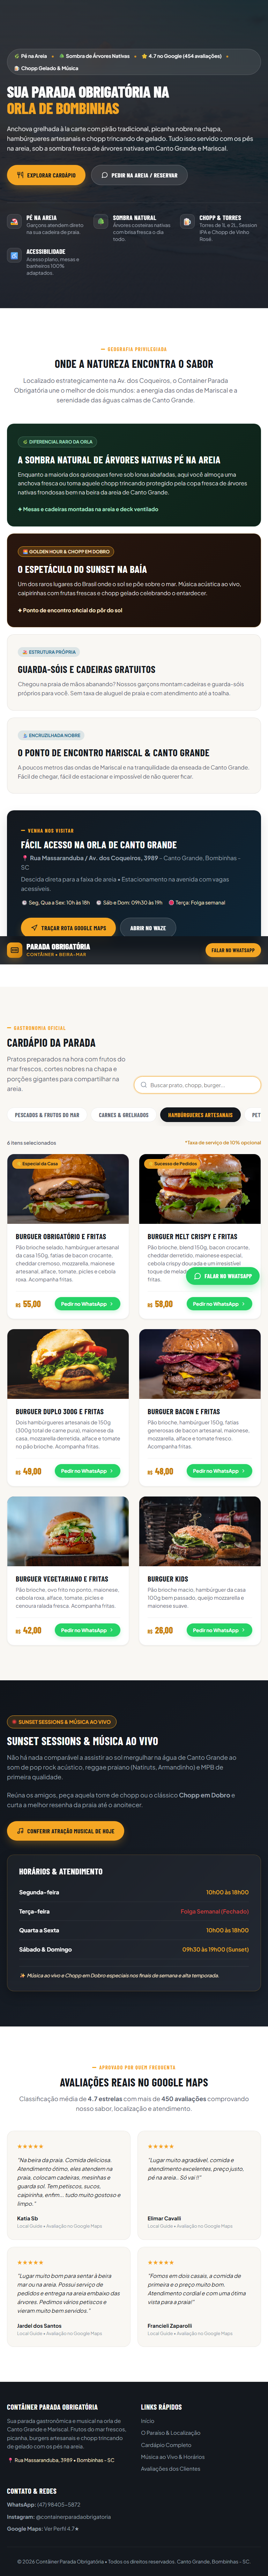 Pé na Areia • Sombra de Árvores Nativas • 4.7 no Google (454 avaliações) •
Chopp Gelado & Música
SUA PARADA OBRIGATÓRIA NA
ORLA DE BOMBINHAS
Anchova grelhada à la carte com pirão tradicional, picanha na chapa,
hambúrgueres artesanais e chopp trincando de gelado. Tudo isso servido com os pés
na areia, sob a sombra fresca de árvores nativas em Canto Grande e Mariscal.
EXPLORAR CARDÁPIO
PEDIR NA AREIA / RESERVAR
PÉ NA AREIA
Garçons atendem direto
na sua cadeira de praia.
SOMBRA NATURAL
Árvores costeiras nativas
com brisa fresca o dia
todo.
CHOPP & TORRES
Torres de 1L e 2L, Session
IPA e Chopp de Vinho
Rosé.
ACESSIBILIDADE
Acesso plano, mesas e
banheiros 100%
adaptados.
GEOGRAFIA PRIVILEGIADA
ONDE A NATUREZA ENCONTRA O SABOR
Localizado estrategicamente na Av. dos Coqueiros, o Container Parada
Obrigatória une o melhor de dois mundos: a energia das ondas de Mariscal e a
serenidade das águas calmas de Canto Grande.
DIFERENCIAL RARO DA ORLA
A SOMBRA NATURAL DE ÁRVORES NATIVAS PÉ NA AREIA
Enquanto a maioria dos quiosques ferve sob lonas abafadas, aqui você almoça uma
anchova fresca ou toma aquele chopp trincando protegido pela copa fresca de árvores
nativas frondosas bem na beira da areia de Canto Grande.
✦ Mesas e cadeiras montadas na areia e deck ventilado
GOLDEN HOUR & CHOPP EM DOBRO
O ESPETÁCULO DO SUNSET NA BAÍA
Um dos raros lugares do Brasil onde o sol se põe sobre o mar. Música acústica ao vivo,
caipirinhas com frutas frescas e chopp gelado celebrando o entardecer.
✦ Ponto de encontro oficial do pôr do sol
ESTRUTURA PRÓPRIA
GUARDA-SÓIS E CADEIRAS GRATUITOS
Chegou na praia de mãos abanando? Nossos garçons montam cadeiras e guarda-sóis
próprios para você. Sem taxa de aluguel de praia e com atendimento até a toalha.
ENCRUZILHADA NOBRE
O PONTO DE ENCONTRO MARISCAL & CANTO GRANDE
A poucos metros das ondas de Mariscal e na tranquilidade da enseada de Canto Grande.
Fácil de chegar, fácil de estacionar e impossível de não querer ficar.
VENHA NOS VISITAR
FÁCIL ACESSO NA ORLA DE CANTO GRANDE
Rua Massaranduba / Av. dos Coqueiros, 3989 – Canto Grande, Bombinhas -
SC
Descida direta para a faixa de areia • Estacionamento na avenida com vagas
acessíveis.
Seg, Qua a Sex: 10h às 18h
Sáb e Dom: 09h30 às 19h
Terça: Folga semanal
TRAÇAR ROTA GOOGLE MAPS
ABRIR NO WAZE
PARADA OBRIGATÓRIA
CONTÊINER • BEIRA-MAR
FALAR NO WHATSAPP
GASTRONOMIA OFICIAL
CARDÁPIO DA PARADA
Pratos preparados na hora com frutos do
mar frescos, cortes nobres na chapa e
porções gigantes para compartilhar na
areia.
Buscar prato, chopp, burger...
PESCADOS & FRUTOS DO MAR
CARNES & GRELHADOS
HAMBÚRGUERES ARTESANAIS
PET
6 itens selecionados
*Taxa de serviço de 10% opcional
Especial da Casa
BURGUER OBRIGATÓRIO E FRITAS
Pão brioche selado, hambúrguer artesanal
da casa 150g, fatias de bacon crocante,
cheddar cremoso, mozzarella, maionese
artesanal, alface, tomate, picles e cebola
roxa. Acompanha fritas.
R$ 55,00
Pedir no WhatsApp
Sucesso de Pedidos
BURGUER MELT CRISPY E FRITAS
Pão brioche, blend 150g, bacon crocante,
cheddar derretido, maionese especial,
cebola crispy dourada e um irresistível
toque de melado
fritas.
FALAR NO WHATSAPP
R$ 58,00
Pedir no WhatsApp
BURGUER DUPLO 300G E FRITAS
Dois hambúrgueres artesanais de 150g
(300g total de carne pura), maionese da
casa, mozzarella derretida, alface e tomate
no pão brioche. Acompanha fritas.
R$ 49,00
Pedir no WhatsApp
BURGUER BACON E FRITAS
Pão brioche, hambúrguer 150g, fatias
generosas de bacon artesanal, maionese,
mozzarella, alface e tomate fresco.
Acompanha fritas.
R$ 48,00
Pedir no WhatsApp
BURGUER VEGETARIANO E FRITAS
Pão brioche, ovo frito no ponto, maionese,
cebola roxa, alface, tomate, picles e
cenoura ralada fresca. Acompanha fritas.
R$ 42,00
Pedir no WhatsApp
BURGUER KIDS
Pão brioche macio, hambúrguer da casa
100g bem passado, queijo mozzarella e
maionese suave.
R$ 26,00
Pedir no WhatsApp
SUNSET SESSIONS & MÚSICA AO VIVO
SUNSET SESSIONS & MÚSICA AO VIVO
Não há nada comparável a assistir ao sol mergulhar na água de Canto Grande ao
som de pop rock acústico, reggae praiano (Natiruts, Armandinho) e MPB de
primeira qualidade.
Reúna os amigos, peça aquela torre de chopp ou o clássico Chopp em Dobro e
curta a melhor resenha da praia até o anoitecer.
CONFERIR ATRAÇÃO MUSICAL DE HOJE
HORÁRIOS & ATENDIMENTO
Segunda-feira
10h00 às 18h00
Terça-feira
Folga Semanal (Fechado)
Quarta a Sexta
10h00 às 18h00
Sábado & Domingo
09h30 às 19h00 (Sunset)
Música ao vivo e Chopp em Dobro especiais nos finais de semana e alta temporada.
APROVADO POR QUEM FREQUENTA
AVALIAÇÕES REAIS NO GOOGLE MAPS
Classificação média de 4.7 estrelas com mais de 450 avaliações comprovando
nosso sabor, localização e atendimento.
★★★★★
"Na beira da praia. Comida deliciosa.
Atendimento ótimo, eles atendem na
praia, colocam cadeiras, mesinhas e
guarda sol. Tem petiscos, sucos,
caipirinha, enfim... tudo muito gostoso e
limpo."
Katia Sb
Local Guide • Avaliação no Google Maps
★★★★★
"Lugar muito agradável, comida e
atendimento excelentes, preço justo,
pé na areia.. Só vai !!"
Elimar Cavalli
Local Guide • Avaliação no Google Maps
★★★★★
"Lugar muito bom para sentar à beira
mar ou na areia. Possui serviço de
pedidos e entrega na areia embaixo das
árvores. Pedimos vários petiscos e
vieram muito bem servidos."
Jardel dos Santos
Local Guide • Avaliação no Google Maps
★★★★★
"Fomos em dois casais, a comida de
primeira e o preço muito bom.
Atendimento cordial e com uma ótima
vista para a praia!"
Francieli Zaparolli
Local Guide • Avaliação no Google Maps
CONTÊINER PARADA OBRIGATÓRIA
Sua parada gastronômica e musical na orla de
Canto Grande e Mariscal. Frutos do mar frescos,
picanha, burgers artesanais e chopp trincando
de gelado com os pés na areia.
Rua Massaranduba, 3989 • Bombinhas - SC
LINKS RÁPIDOS
Início
O Paraíso & Localização
Cardápio Completo
Música ao Vivo & Horários
Avaliações dos Clientes
CONTATO & REDES
WhatsApp: (47) 98405-5872
Instagram: @containerparadaobrigatoria
Google Maps: Ver Perfil 4.7★
© 2026 Contêiner Parada Obrigatória • Todos os direitos reservados. Canto Grande, Bombinhas - SC.